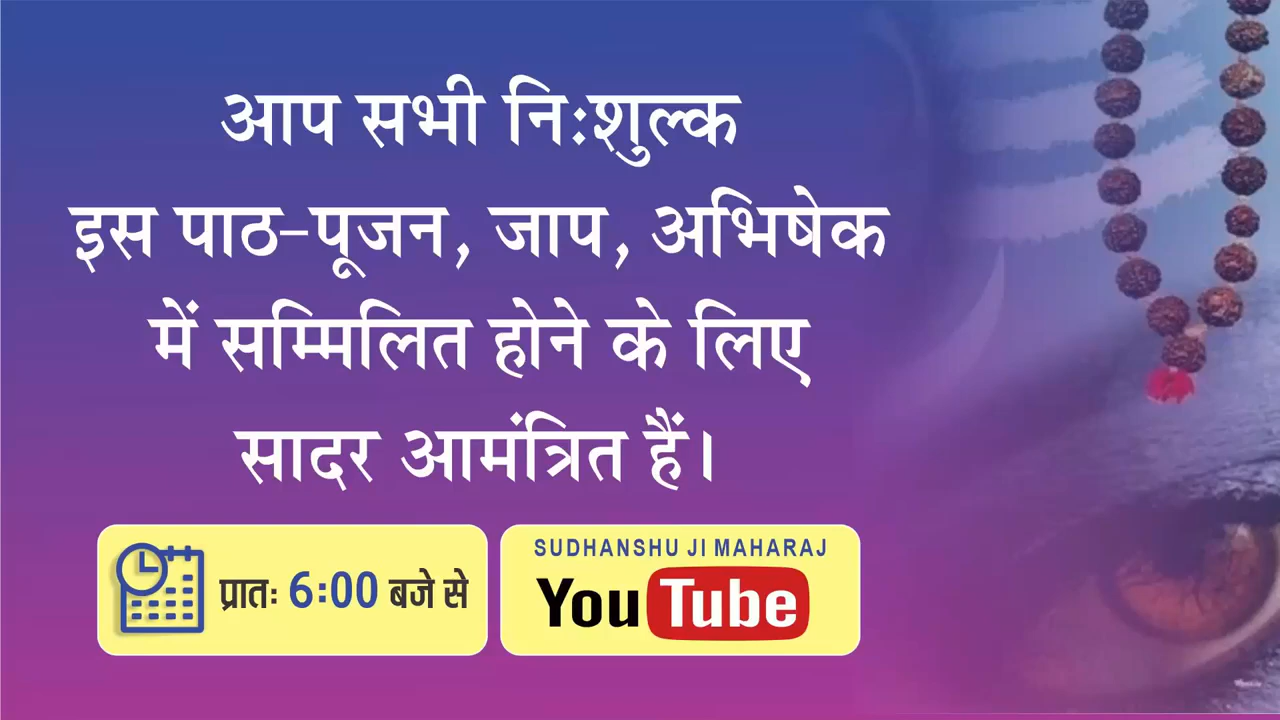 आप सभी निःशुल्क
इस पाठ-पूजन, जाप, अभिषेक
में सम्मिलित होने के लिए
सादर आमंत्रित हैं।
प्रातः 6:00 बजे से
SUDHANSHU JI MAHARAJ
YouTube